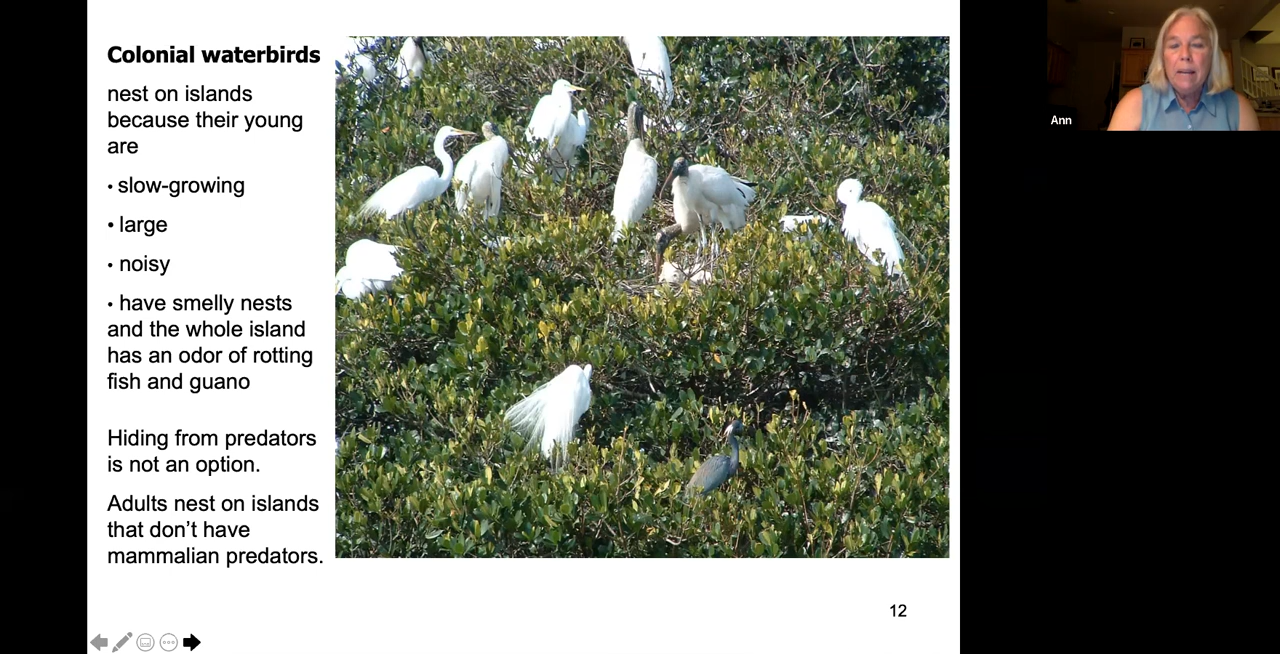 Colonial waterbirds
nest on islands
because their young
are
• slow-growing
• large
• noisy
• have smelly nests
and the whole island
has an odor of rotting
fish and guano
Hiding from predators
is not an option.
Adults nest on islands
that don’t have
mammalian predators.
12
Ann